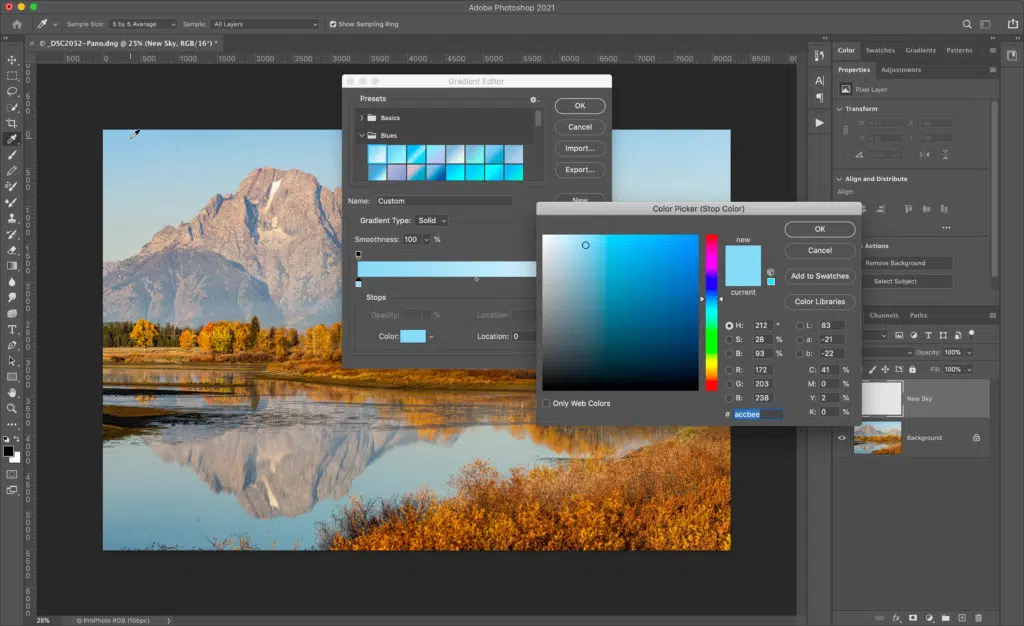 Adobe Photoshop 2021
Sample Size: 5 by 5 Average Sample: All Layers Show Sampling Ring
× © _DSC2052-Pano.dng @ 25% (New Sky, RGB/16*) *
500 0 500 1000 1500 2000 2500 3000 3500 4000 4500 5000 5500 6000 6500 7000 7500 8000 8500
Gradient Editor
Presets
Basics
Blues
OK
Cancel
Import...
Export...
New
Name: Custom
Gradient Type: Solid
Smoothness: 100 %
Stops
Opacity: % Location:
Color: Location: 0
Color Picker (Stop Color)
new
current
OK
Cancel
Add to Swatches
Color Libraries
H: 212 ° L: 83
S: 28 % a: -21
B: 93 % b: -22
R: 172 C: 41 %
G: 203 M: 0 %
B: 238 Y: 2 %
# accbee K: 0 %
Only Web Colors
Color Swatches Gradients Patterns
Properties Adjustments
Pixel Layer
Transform
W H X Y
Align and Distribute
Align:
Actions
Remove Background
Select Subject
Channels Paths
Opacity: 100%
Fill: 100%
New Sky
Background
25% © ProPhoto RGB (16bpc)